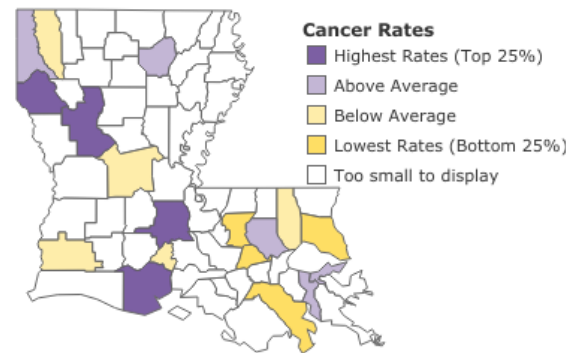 Cancer Rates
Highest Rates (Top 25%)
Above Average
Below Average
Lowest Rates (Bottom 25%)
Too small to display